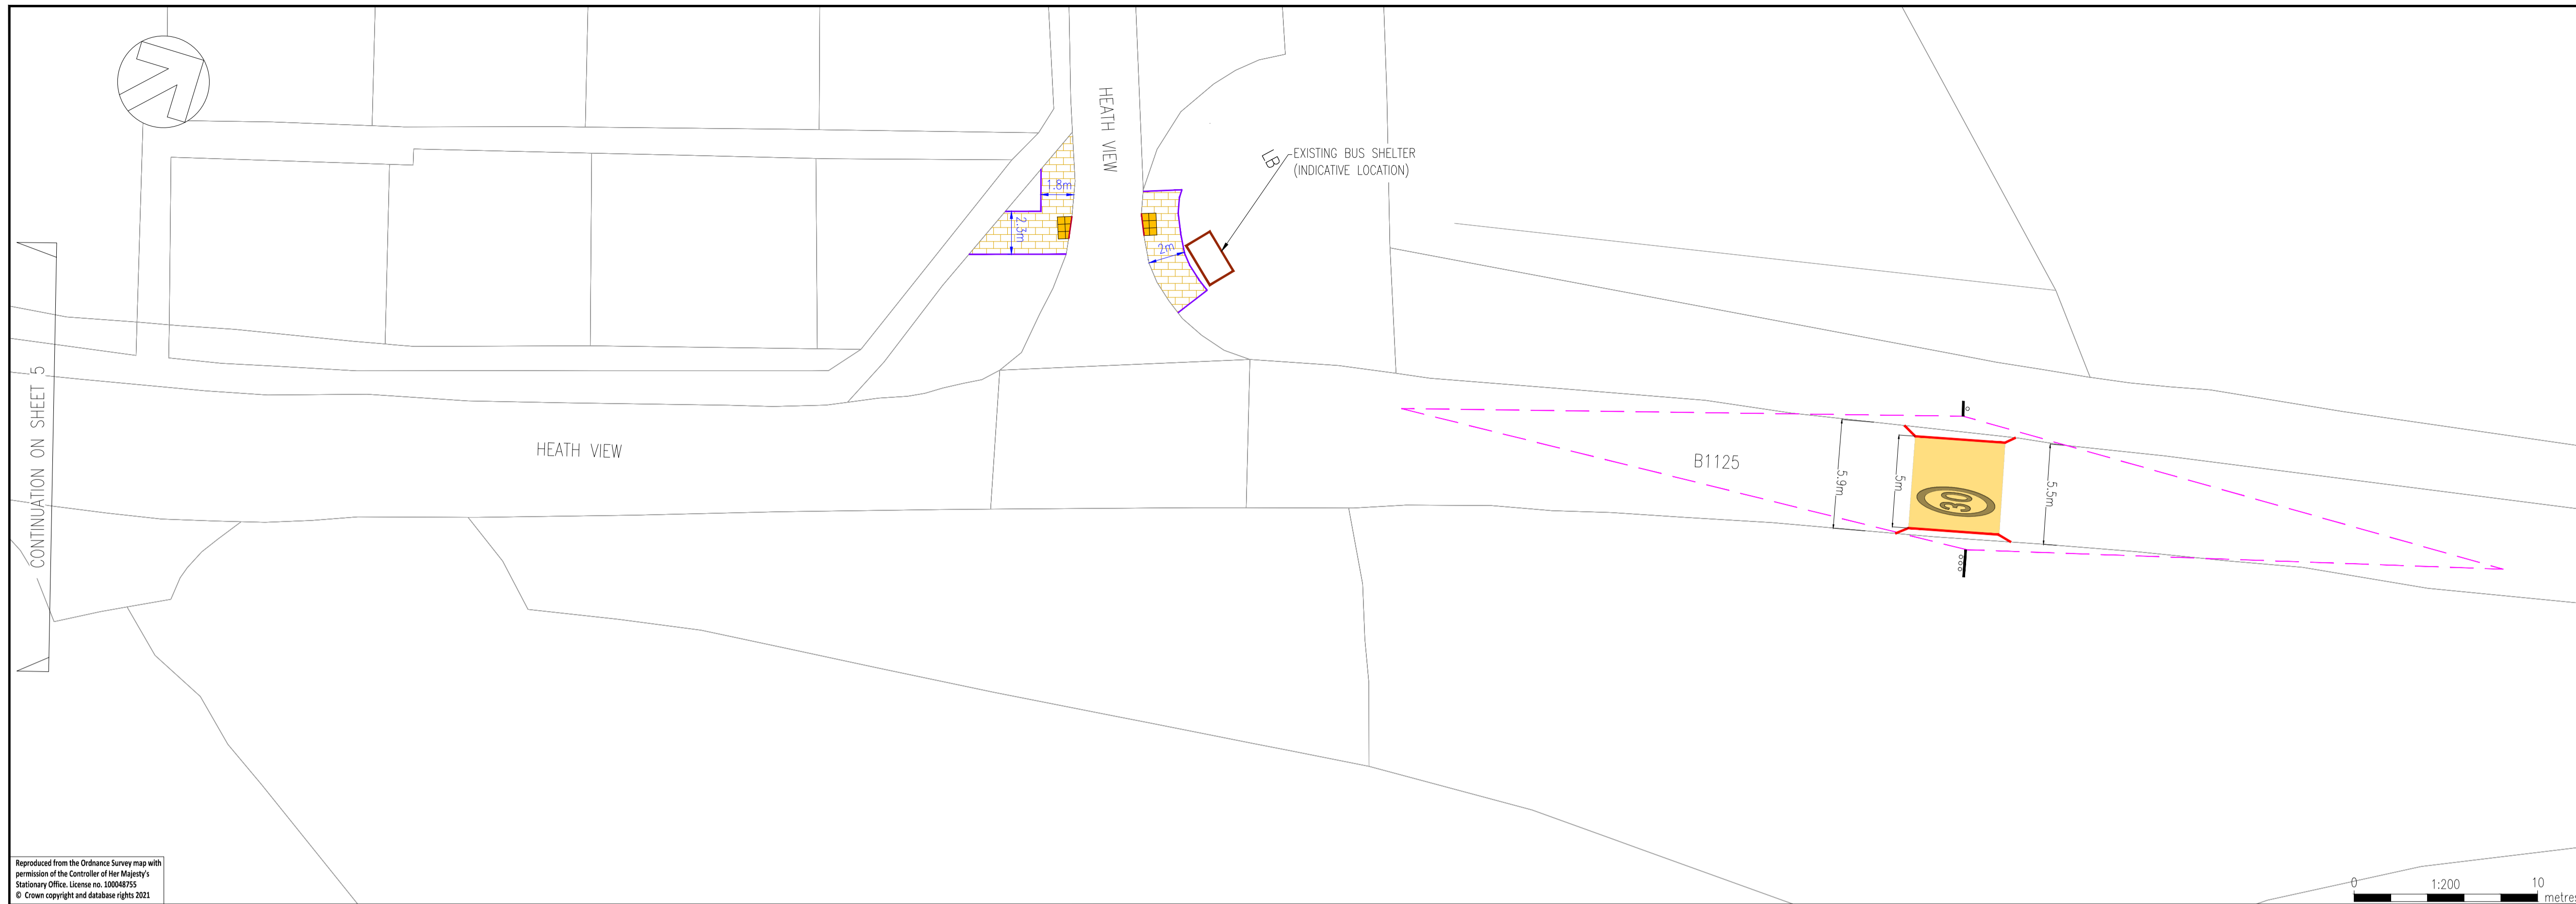 HEATH VIEW
EXISTING BUS SHELTER
(INDICATIVE LOCATION)
LB
1.8m
2.3m
2m
CONTINUATION ON SHEET 5
HEATH VIEW
B1125
5.9m
5m
30
5.5m
Reproduced from the Ordnance Survey map with
permission of the Controller of Her Majesty's
Stationary Office. License no. 100048755
© Crown copyright and database rights 2021
0 1:200 10
metres